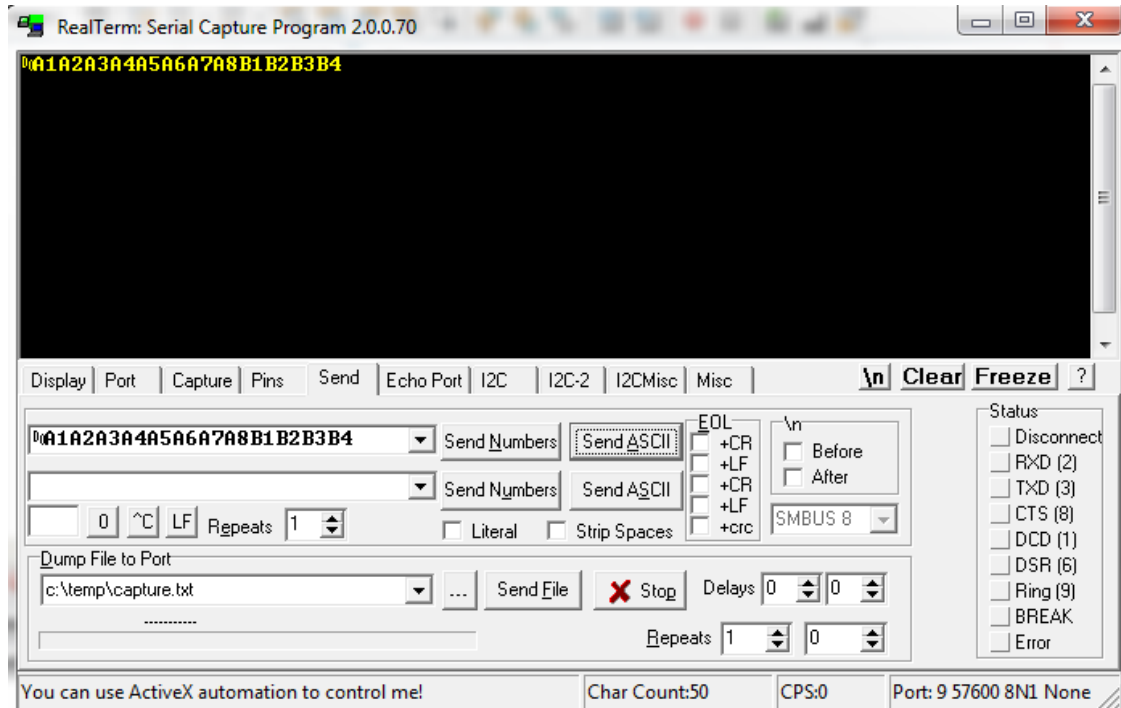 RealTerm: Serial Capture Program 2.0.0.70
A1A2A3A4A5A6A7A8B1B2B3B4
Display Port Capture Pins Send Echo Port I2C I2C-2 I2CMisc Misc \n Clear Freeze ?
A1A2A3A4A5A6A7A8B1B2B3B4 Send Numbers Send ASCII
Send Numbers Send ASCII
0 ^C LF Repeats 1
Literal Strip Spaces
EOL
+CR
+LF
+CR
+LF
+crc
\n
Before
After
SMBUS 8
Dump File to Port
c:\temp\capture.txt ... Send File Stop Delays 0 0
-----------
Repeats 1 0
Status
Disconnect
RXD (2)
TXD (3)
CTS (8)
DCD (1)
DSR (6)
Ring (9)
BREAK
Error
You can use ActiveX automation to control me! Char Count:50 CPS:0 Port: 9 57600 8N1 None